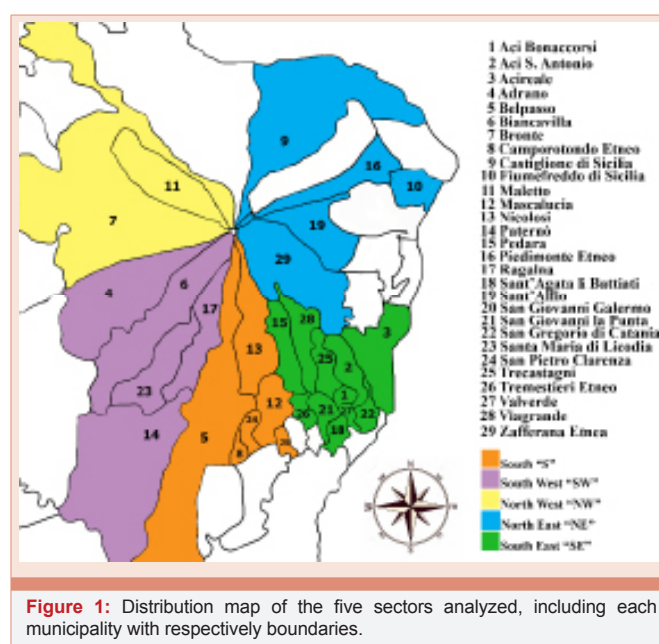 9
16
10
11
19
7
29
4
6
17
15
28
3
13
25
2
23
1
12
27
14
26
21
22
24
5
18
8
1 Aci Bonaccorsi
2 Aci S. Antonio
3 Acireale
4 Adrano
5 Belpasso
6 Biancavilla
7 Bronte
8 Camporotondo Etneo
9 Castiglione di Sicilia
10 Fiumefreddo di Sicilia
11 Maletto
12 Mascalucia
13 Nicolosi
14 Paternò
15 Pedara
16 Piedimonte Etneo
17 Ragalna
18 Sant'Agata li Battiati
19 Sant'Alfio
20 San Giovanni Galermo
21 San Giovanni la Punta
22 San Gregorio di Catania
23 Santa Maria di Licodia
24 San Pietro Clarenza
25 Trecastagni
26 Tremestieri Etneo
27 Valverde
28 Viagrande
29 Zafferana Etnea
South "S"
South West "SW"
North West "NW"
North East "NE"
South East "SE"
Figure 1: Distribution map of the five sectors analyzed, including each
municipality with respectively boundaries.